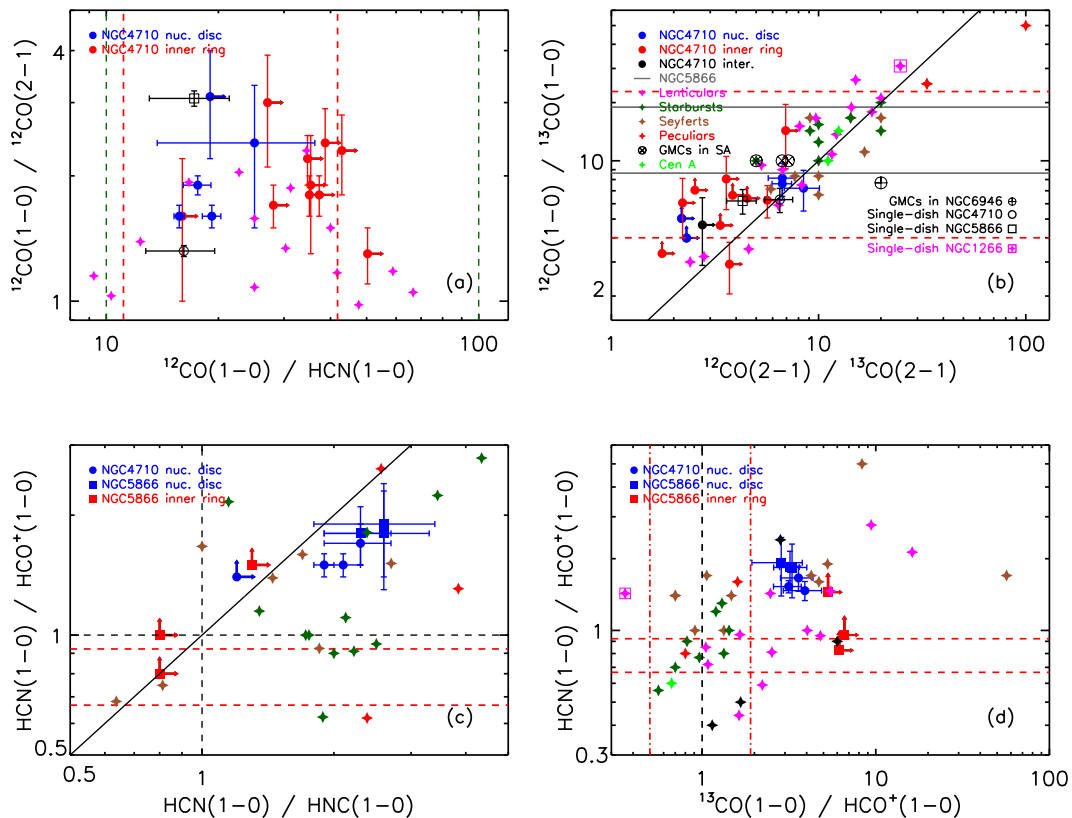 4
1
¹²CO(1−0) / ¹²CO(2−1)
NGC4710 nuc. disc
NGC4710 inner ring
(a)
10
100
¹²CO(1−0) / HCN(1−0)
10
2
¹²CO(1−0) / ¹³CO(1−0)
NGC4710 nuc. disc
NGC4710 inner ring
NGC4710 inter.
NGC5866
Lenticulars
Starbursts
Seyferts
Peculiars
GMCs in SA
Cen A
GMCs in NGC6946
Single−dish NGC4710
Single−dish NGC5866
Single−dish NGC1266
(b)
1
10
100
¹²CO(2−1) / ¹³CO(2−1)
1
0.5
HCN(1−0) / HCO⁺(1−0)
NGC4710 nuc. disc
NGC5866 nuc. disc
NGC5866 inner ring
(c)
0.5
1
HCN(1−0) / HNC(1−0)
1
0.3
HCN(1−0) / HCO⁺(1−0)
NGC4710 nuc. disc
NGC5866 nuc. disc
NGC5866 inner ring
(d)
1
10
100
¹³CO(1−0) / HCO⁺(1−0)